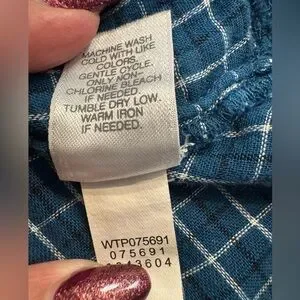 MACHINE WASH
COLD WITH LIKE
COLORS,
GENTLE CYCLE.
ONLY NON-
CHLORINE BLEACH
IF NEEDED.
TUMBLE DRY LOW.
WARM IRON
IF NEEDED.
WTP075691
075691
3604